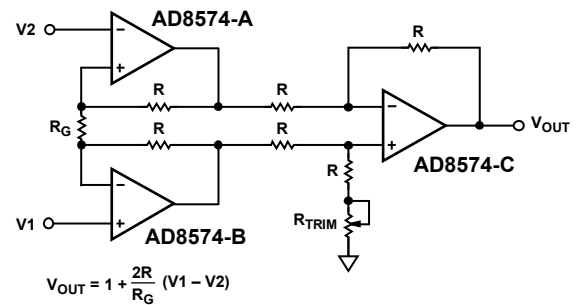 AD8574-A
V2
−
+
R
R
R
R_G
R
R
−
+
V_OUT
AD8574-C
R
−
+
V1
AD8574-B
R_TRIM
V_OUT = 1 + 2R/R_G (V1 – V2)